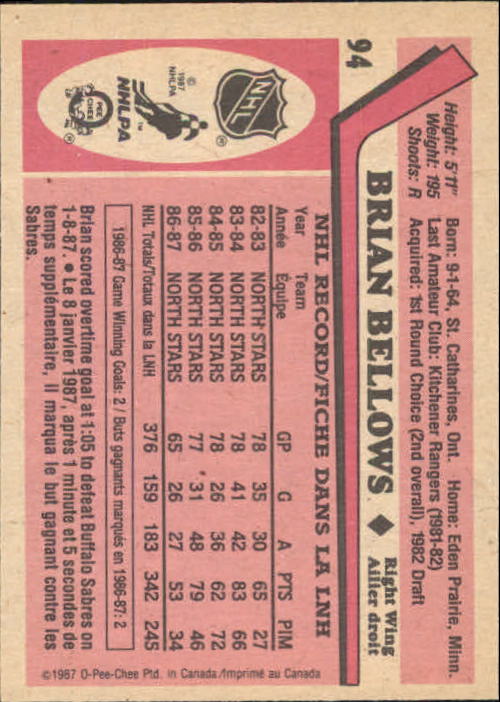 94
Height: 5'11" Born: 9-1-64, St. Catharines, Ont. Home: Eden Prairie, Minn.
Weight: 195 Last Amateur Club: Kitchener Rangers (1981-82)
Shoots: R Acquired: 1st Round Choice (2nd overall), 1982 Draft
BRIAN BELLOWS ◆ Right Wing
Ailier droit
NHL RECORD/FICHE DANS LA LNH
Year Team
Année Équipe GP G A PTS PIM
82-83 NORTH STARS 78 35 30 65 27
83-84 NORTH STARS 78 41 42 83 66
84-85 NORTH STARS 78 26 36 62 72
85-86 NORTH STARS 77 31 48 79 46
86-87 NORTH STARS 65 26 27 53 34
NHL Totals/Totaux dans la LNH 376 159 183 342 245
1986-87 Game Winning Goals: 2 / Buts gagnants marqués en 1986-87: 2
Brian scored overtime goal at 1:05 to defeat Buffalo Sabres on
1-8-87. ● Le 8 janvier 1987, après 1 minute et 5 secondes de
temps supplémentaire, il marqua le but gagnant contre les
Sabres.
NHL
®
© 1987
NHLPA
NHLPA
TM
O
PEE
CHEE
®
©1987 O-Pee-Chee Ptd. in Canada/Imprimé au Canada